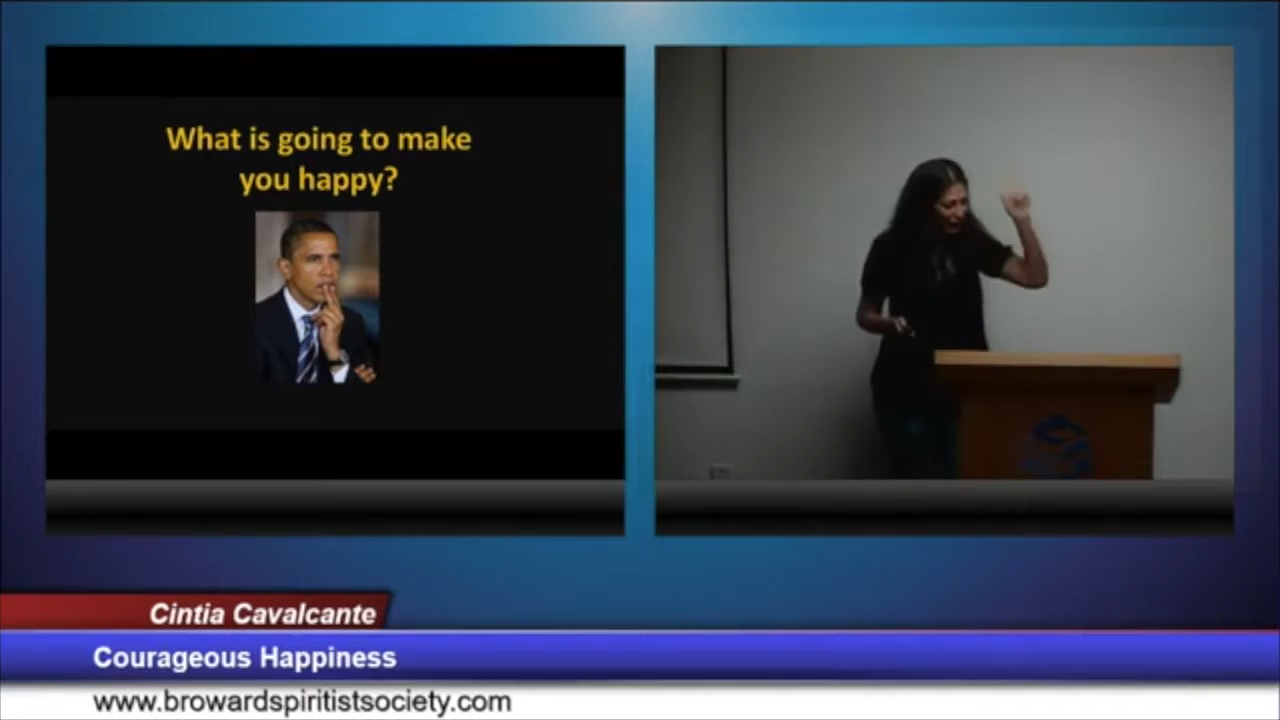 What is going to make
you happy?
Cintia Cavalcante
Courageous Happiness
www.browardspiritistsociety.com